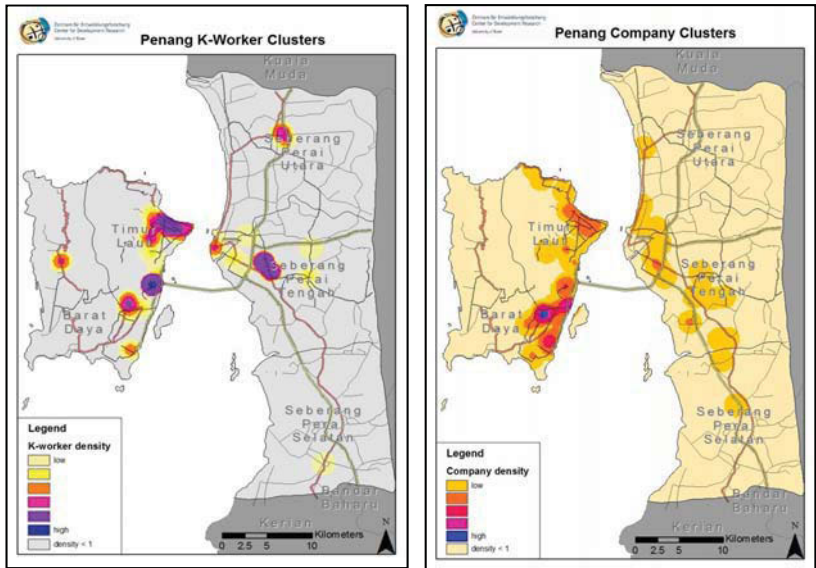 Zentrum für Entwicklungsforschung
Center for Development Research
University of Bonn
Penang K-Worker Clusters
Kuala
Muda
Seberang
Perai
Utara
Timur
Laut
Seberang
Perai
Tengah
Barat
Daya
Seberang
Perai
Selatan
Bandar
Baharu
Kerian
Legend
K-worker density
low
high
density < 1
Kilometers
0 2.5 5 10
N
Zentrum für Entwicklungsforschung
Center for Development Research
University of Bonn
Penang Company Clusters
Kuala
Muda
Seberang
Perai
Utara
Timur
Laut
Seberang
Perai
Tengah
Barat
Daya
Seberang
Perai
Selatan
Bandar
Baharu
Kerian
Legend
Company density
low
high
density < 1
Kilometers
0 2.5 5 10
N